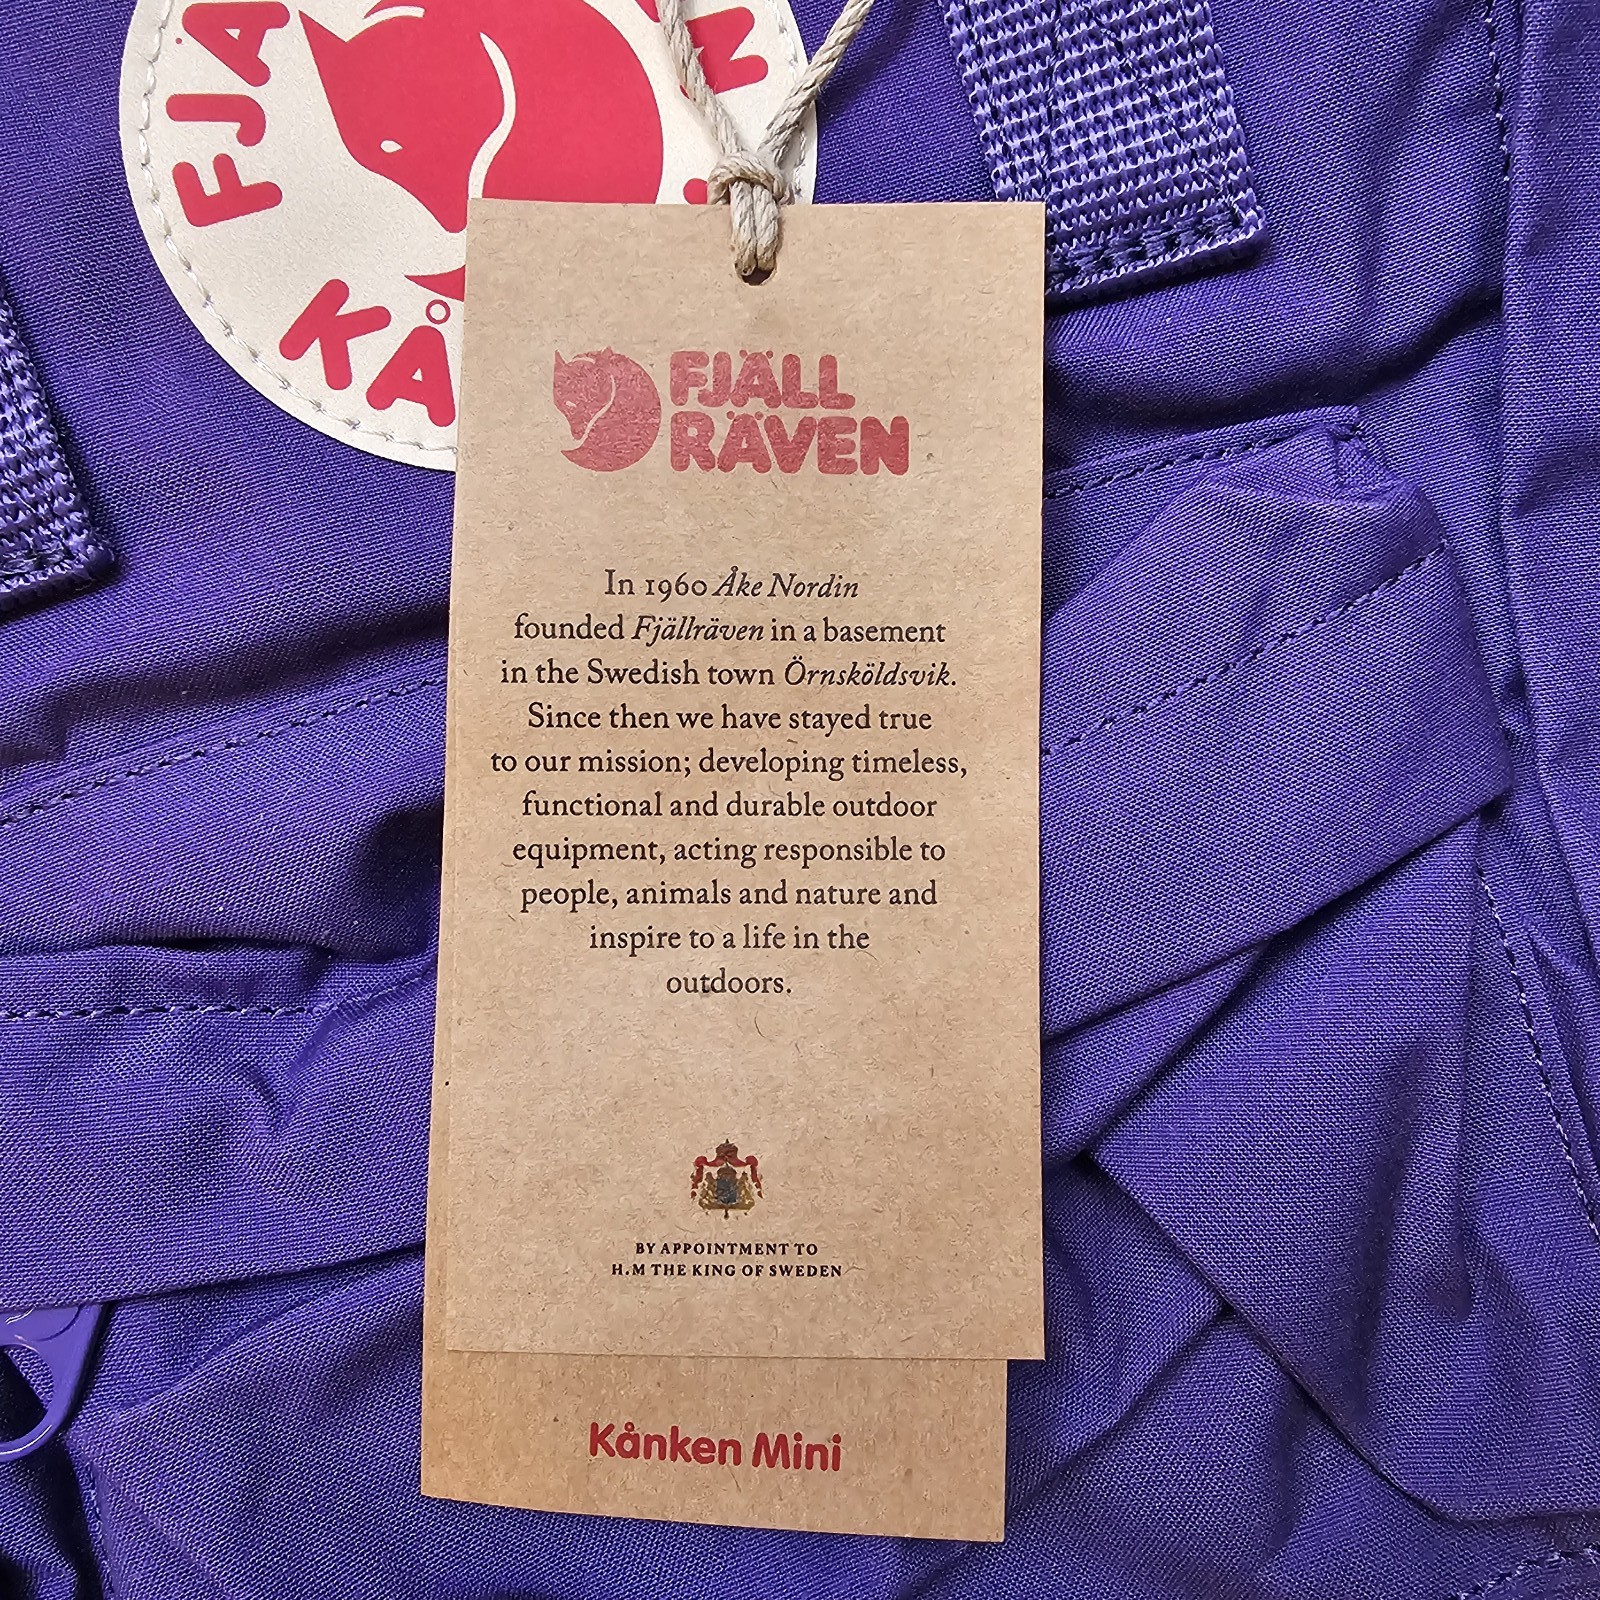 FJÄLL
RÄVEN
In 1960 Åke Nordin
founded Fjällräven in a basement
in the Swedish town Örnsköldsvik.
Since then we have stayed true
to our mission; developing timeless,
functional and durable outdoor
equipment, acting responsible to
people, animals and nature and
inspire to a life in the
outdoors.
BY APPOINTMENT TO
H.M THE KING OF SWEDEN
Kånken Mini